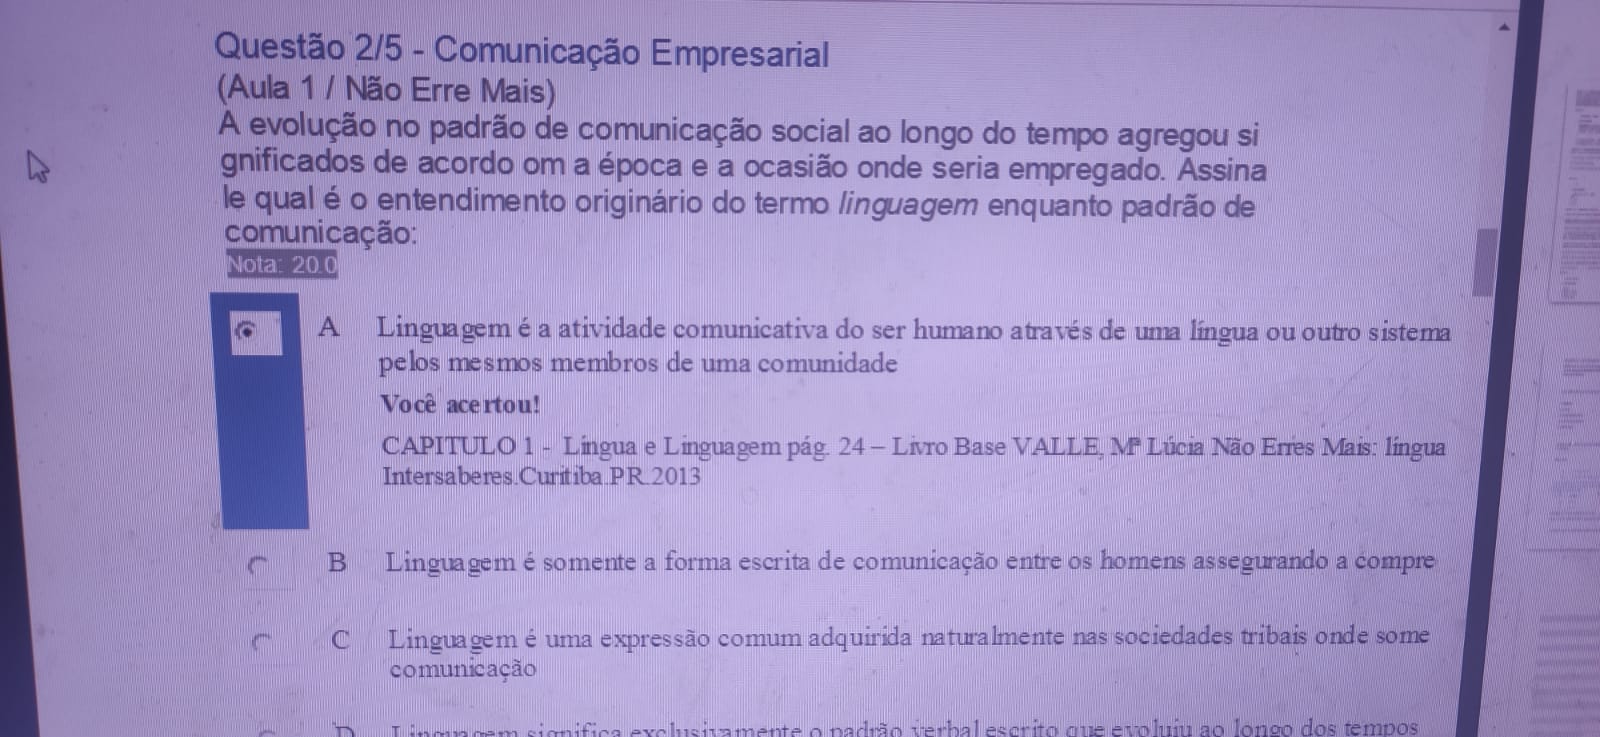 Questão 2/5 - Comunicação Empresarial
(Aula 1 / Não Erre Mais)
A evolução no padrão de comunicação social ao longo do tempo agregou si
gnificados de acordo om a época e a ocasião onde seria empregado. Assina
le qual é o entendimento originário do termo linguagem enquanto padrão de
comunicação:
Nota: 20.0
A Linguagem é a atividade comunicativa do ser humano através de uma língua ou outro sistema
pelos mesmos membros de uma comunidade
Você acertou!
CAPITULO 1 - Língua e Linguagem pág. 24 – Livro Base VALLE, Mª Lúcia Não Erres Mais: língua
Intersaberes.Curitiba.PR.2013
B Linguagem é somente a forma escrita de comunicação entre os homens assegurando a compre
C Linguagem é uma expressão comum adquirida naturalmente nas sociedades tribais onde some
comunicação
D Linguagem significa exclusivamente o padrão verbal escrito que evoluiu ao longo dos tempos